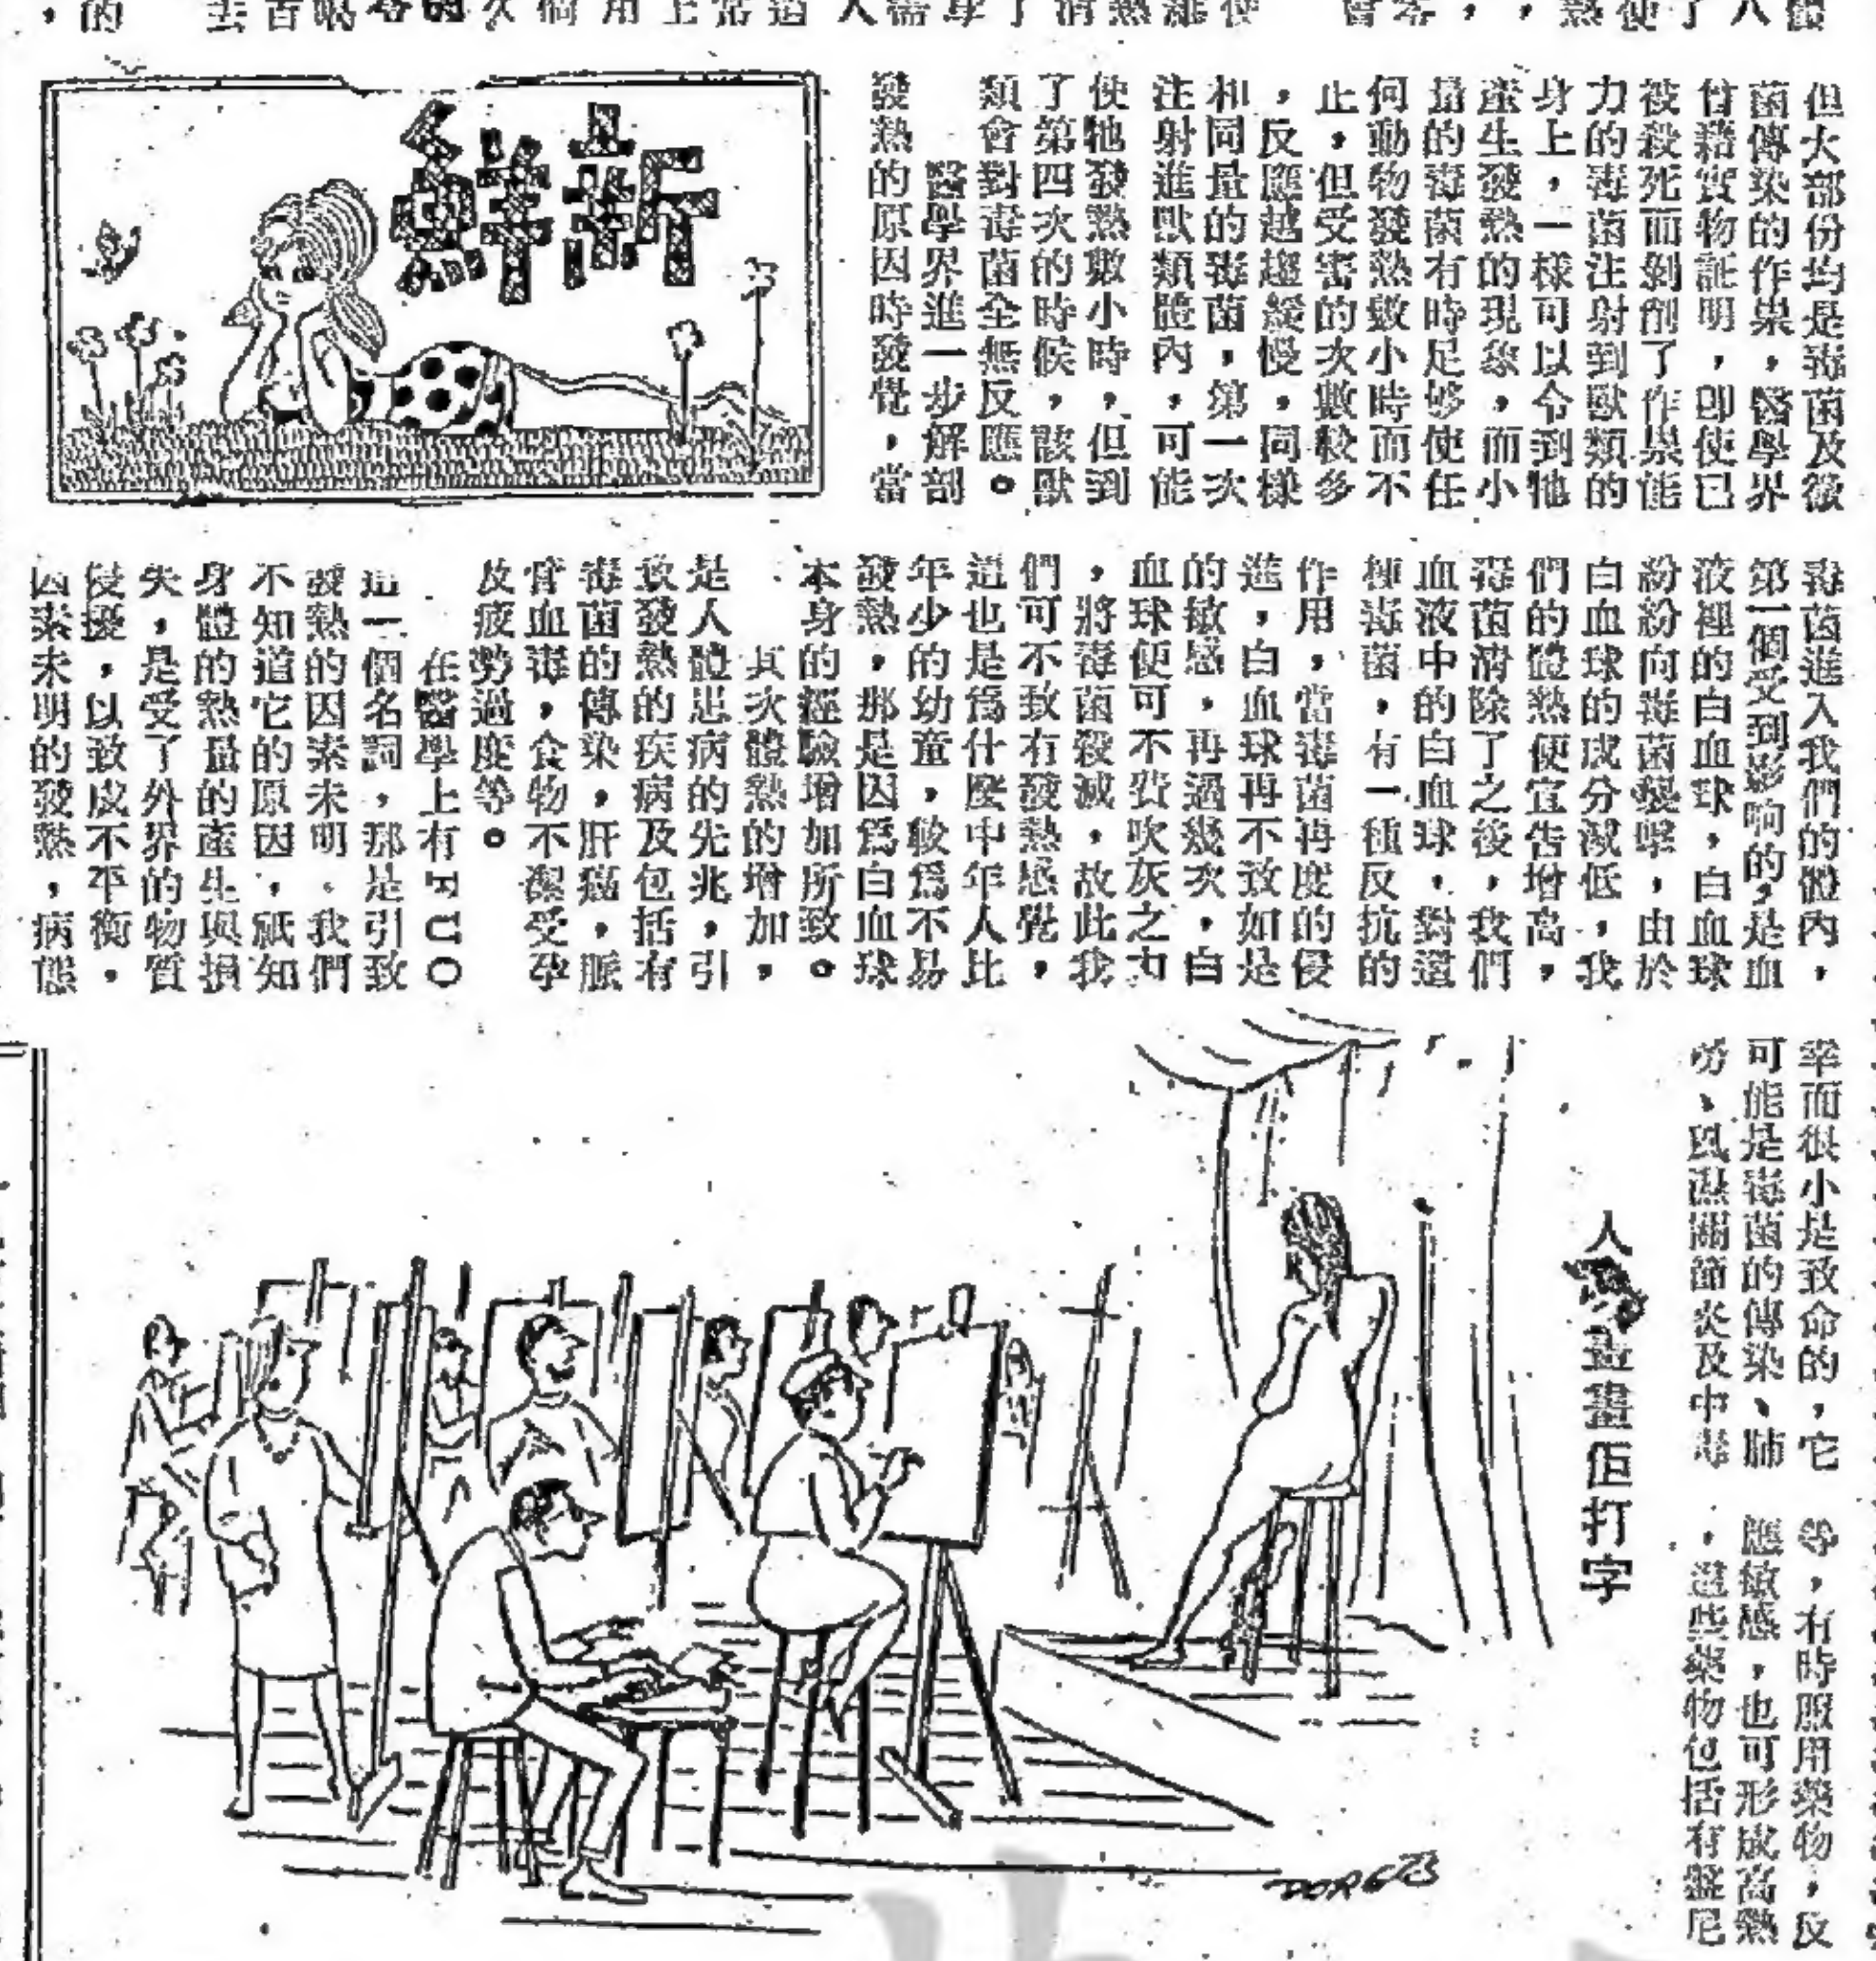 但大部份均是毒菌及微
菌傳染的作祟，醫學界
曾藉實物証明，即使已
被殺死而剝削了作祟能
力的毒菌注射到獸類的
身上，一樣可以令到牠
產生發熱的現象，而小
量的毒菌有時足够使任
何動物發熱數小時而不
止，但受害的次數較多
，反應越趨緩慢，同樣
和同量的毒菌，第一次
注射進獸類體內，可能
使牠發熱數小時，但到
了第四次的時候，該獸
類會對毒菌全無反應。
醫學界進一步解剖
發熱的原因時發覺，當
新鮮
毒菌進入我們的體內，
第一個受到影响的，是血
液裡的白血球，白血球
紛紛向毒菌襲擊，由於
白血球的成分減低，我
們的體熱便宣告增高，
毒菌清除了之後，我們
血液中的白血球，對這
種毒菌，有一種反抗的
作用，當毒菌再度的侵
進，白血球再不致如是
的敏感，再過幾次，白
血球便可不費吹灰之力
，將毒菌殺滅，故此我
們可不致有發熱感覺，
這也是爲什麼中年人比
年少的幼童，較爲不易
發熱，那是因爲白血球
本身的經驗增加所致。
其次體熱的增加，
是人體患病的先兆，引
致發熱的疾病及包括有
毒菌的傳染，肝癌，脈
管血毒，食物不潔受孕
及疲勞過度等。
在醫學上有FUO
這一個名詞，那是引致
發熱的因素未明。我們
不知道它的原因，祇知
身體的熱量的產生與損
失，是受了外界的物質
侵擾，以致成不平衡，
因素未明的發熱，病態
幸而很小是致命的，它
可能是毒菌的傳染、肺
癆、風濕關節炎及中毒
等，有時服用藥物，反
應敏感，也可形成高熱
，這些藥物包括有盤尼
人 畫畫佢打字